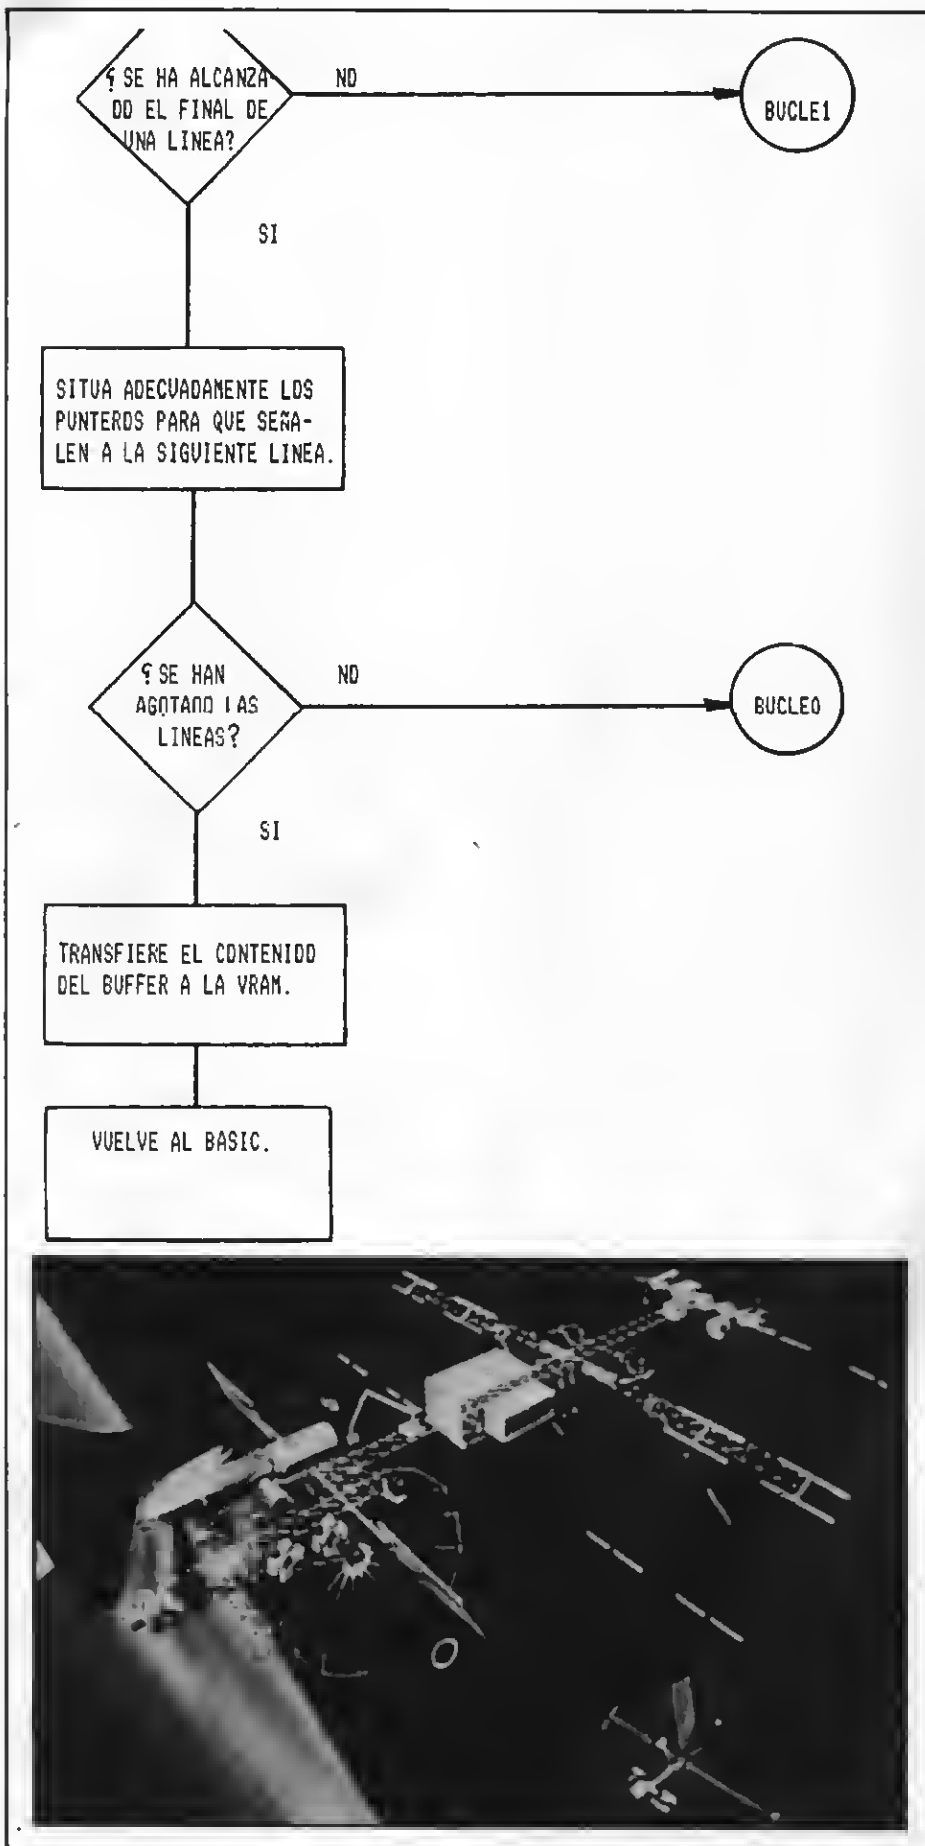 ¿ SE HA ALCANZA-
DO EL FINAL DE
UNA LINEA?
NO
BUCLE1
SI
SITUA ADECUADAMENTE LOS
PUNTEROS PARA QUE SEÑA-
LEN A LA SIGUIENTE LINEA.
¿ SE HAN
AGOTADO LAS
LINEAS?
NO
BUCLE0
SI
TRANSFIERE EL CONTENIDO
DEL BUFFER A LA VRAM.
VUELVE AL BASIC.